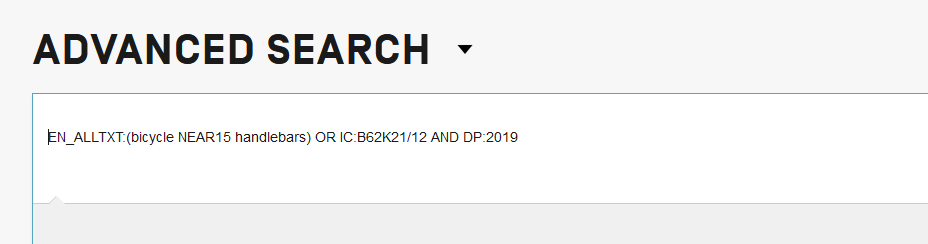 ADVANCED SEARCH
EN_ALLTXT:(bicycle NEAR15 handlebars) OR IC:B62K21/12 AND DP:2019